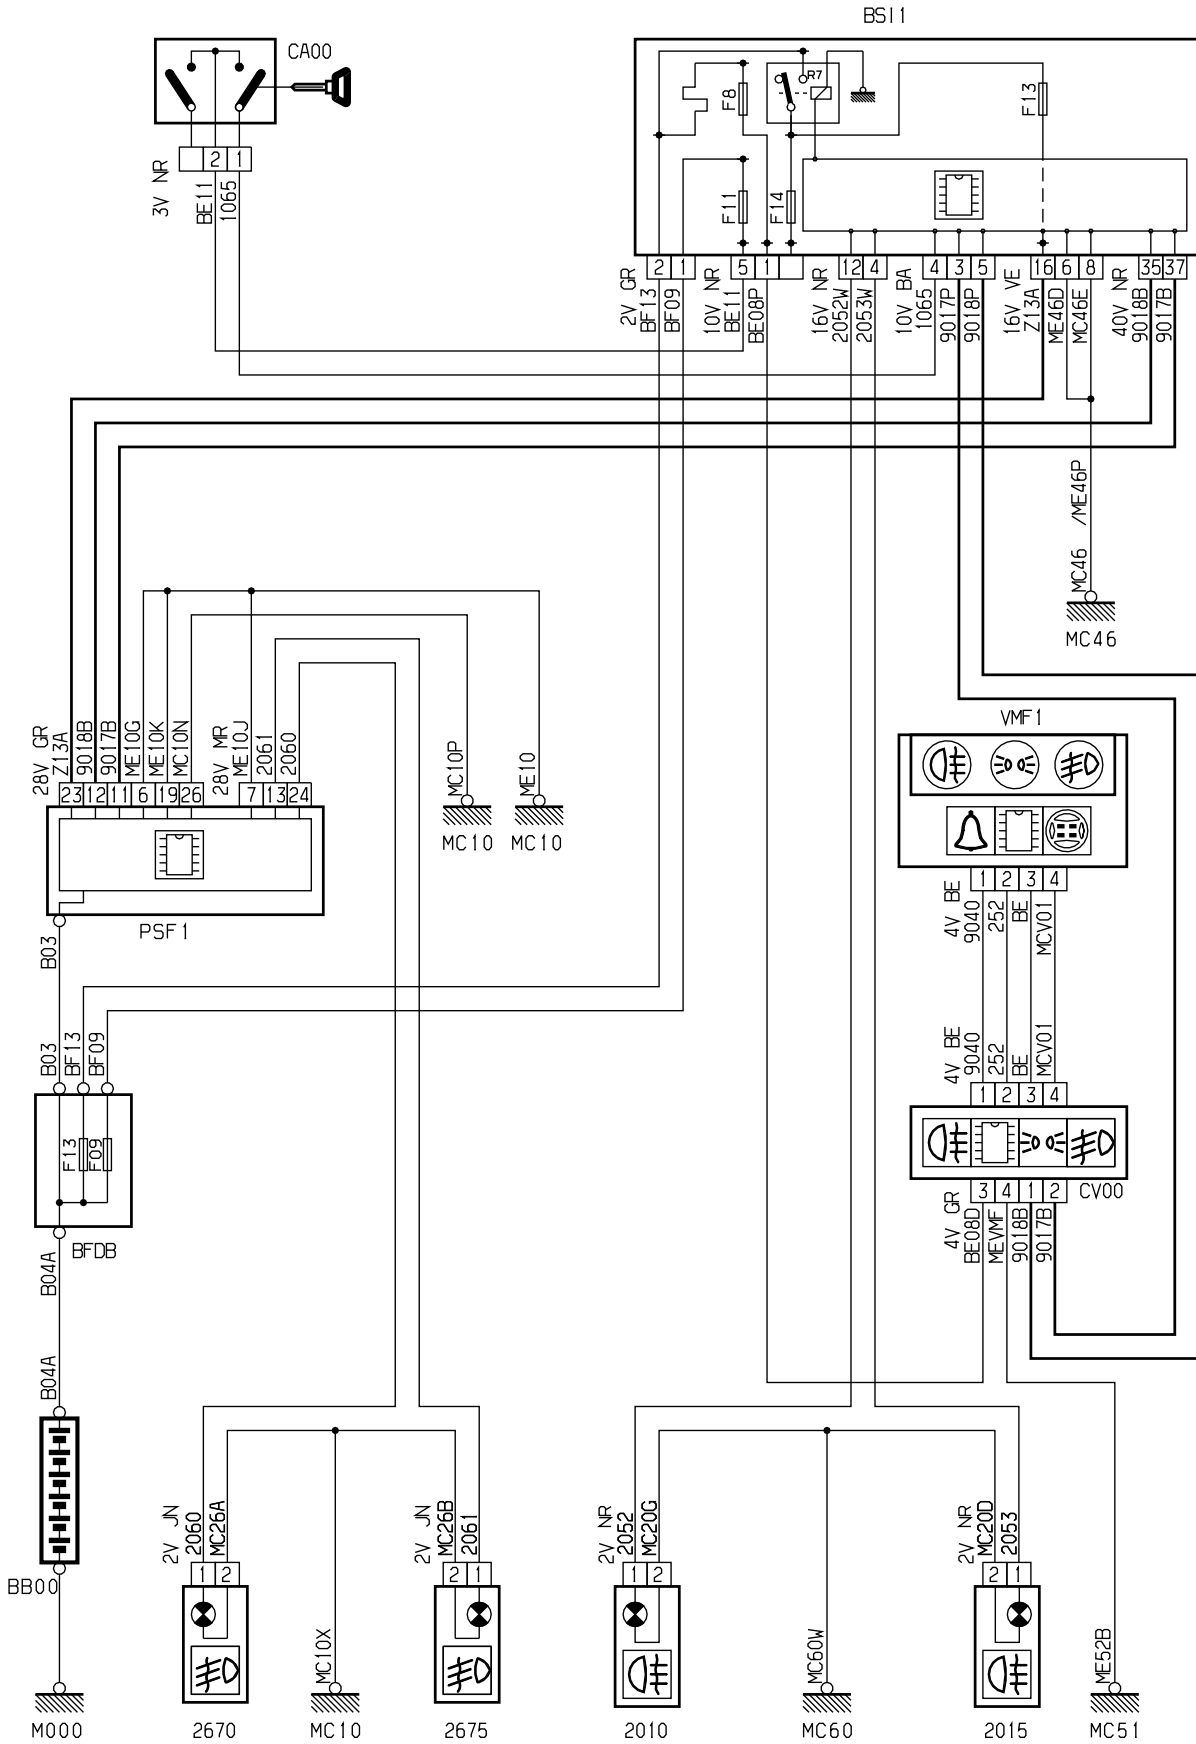 BSI1
CA00
R7
F8
F13
2 1
3V NR
BE11
1065
F11
F14
2 1 5 1 12 4 4 3 5 16 6 8 35 37
2V GR
BF13
BF09
10V NR
BE11
BE08P
16V NR
2052W
2053W
10V BA
1065
9017P
9018P
16V VE
Z13A
ME46D
MC46E
40V NR
9018B
9017B
MC46 /ME46P
MC46
28V GR
Z13A
9018B
9017B
ME10G
ME10K
MC10N
28V MR
ME10J
2061
2060
23 12 11 6 19 26 7 13 24
MC10P
ME10
MC10 MC10
PSF1
VMF1
1 2 3 4
4V BE
9040
252
BE
MCV01
B03
B03
BF13
BF09
4V BE
9040
252
BE
MCV01
1 2 3 4
F13
F09
BFDB
3 4 1 2
CV00
4V GR
BE08D
MEVMF
9018B
9017B
B04A
B04A
BB00
M000
2V JN
2060
MC26A
1 2
2670
MC10X
MC10
2V JN
MC26B
2061
2 1
2675
2V NR
2052
MC20G
1 2
2010
MC60W
MC60
2V NR
MC20D
2053
2 1
2015
ME52B
MC51